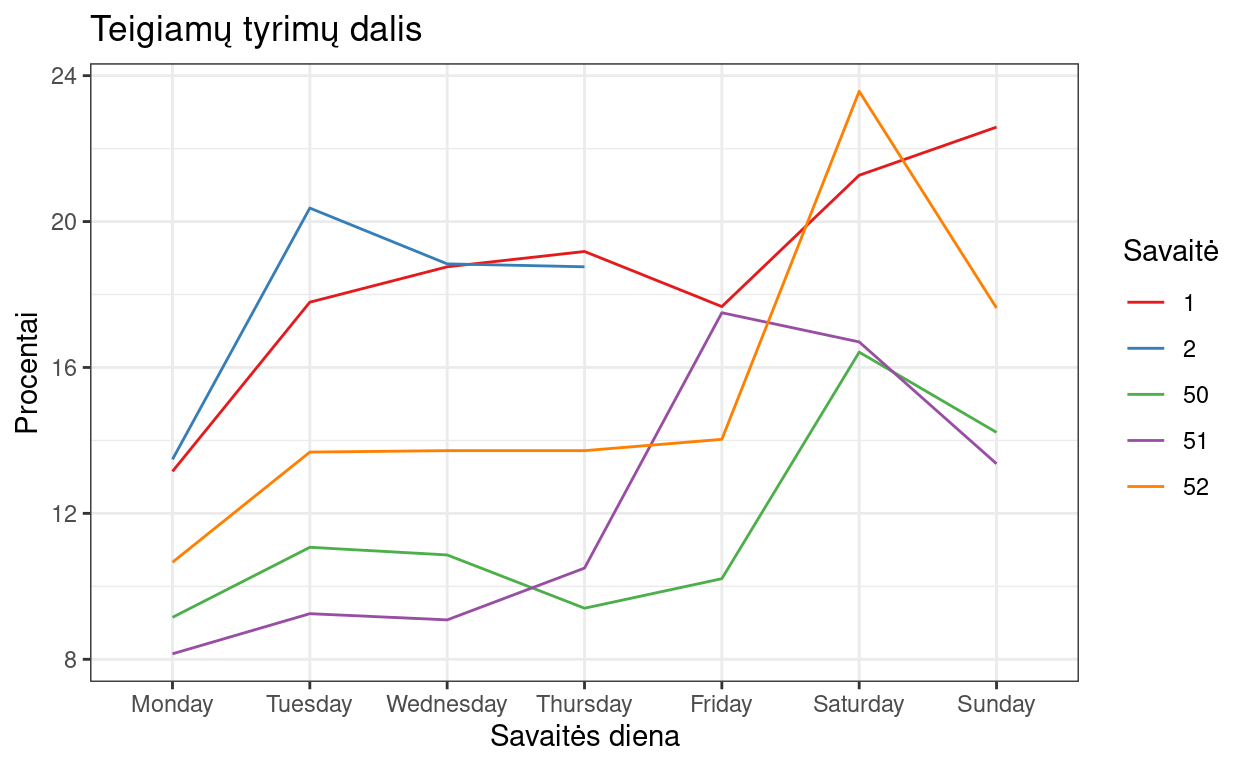 Teigiamų tyrimų dalis
Procentai
24
20
16
12
8
Monday Tuesday Wednesday Thursday Friday Saturday Sunday
Savaitės diena
Savaitė
1
2
50
51
52